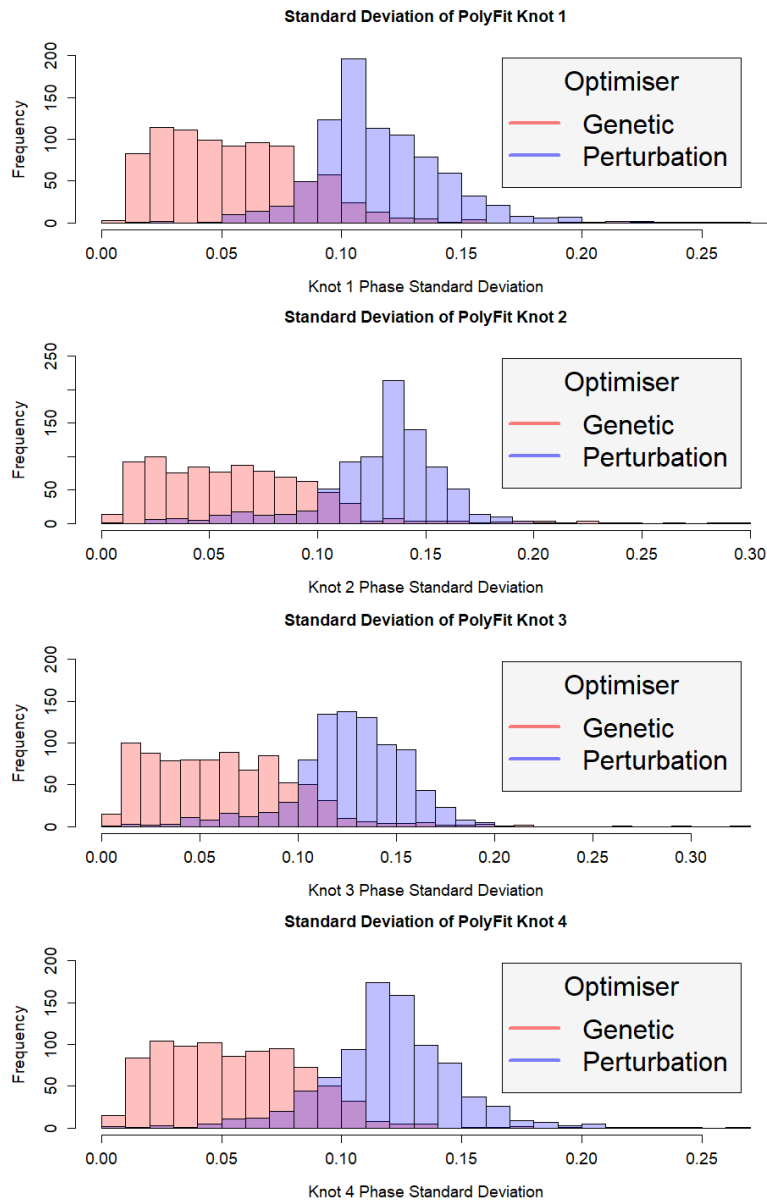 Standard Deviation of PolyFit Knot 1
Frequency
200
150
100
50
0
Optimiser
Genetic
Perturbation
0.00 0.05 0.10 0.15 0.20 0.25
Knot 1 Phase Standard Deviation
Standard Deviation of PolyFit Knot 2
Frequency
250
150
50
0
Optimiser
Genetic
Perturbation
0.00 0.05 0.10 0.15 0.20 0.25 0.30
Knot 2 Phase Standard Deviation
Standard Deviation of PolyFit Knot 3
Frequency
200
150
100
50
0
Optimiser
Genetic
Perturbation
0.00 0.05 0.10 0.15 0.20 0.25 0.30
Knot 3 Phase Standard Deviation
Standard Deviation of PolyFit Knot 4
Frequency
200
150
100
50
0
Optimiser
Genetic
Perturbation
0.00 0.05 0.10 0.15 0.20 0.25
Knot 4 Phase Standard Deviation